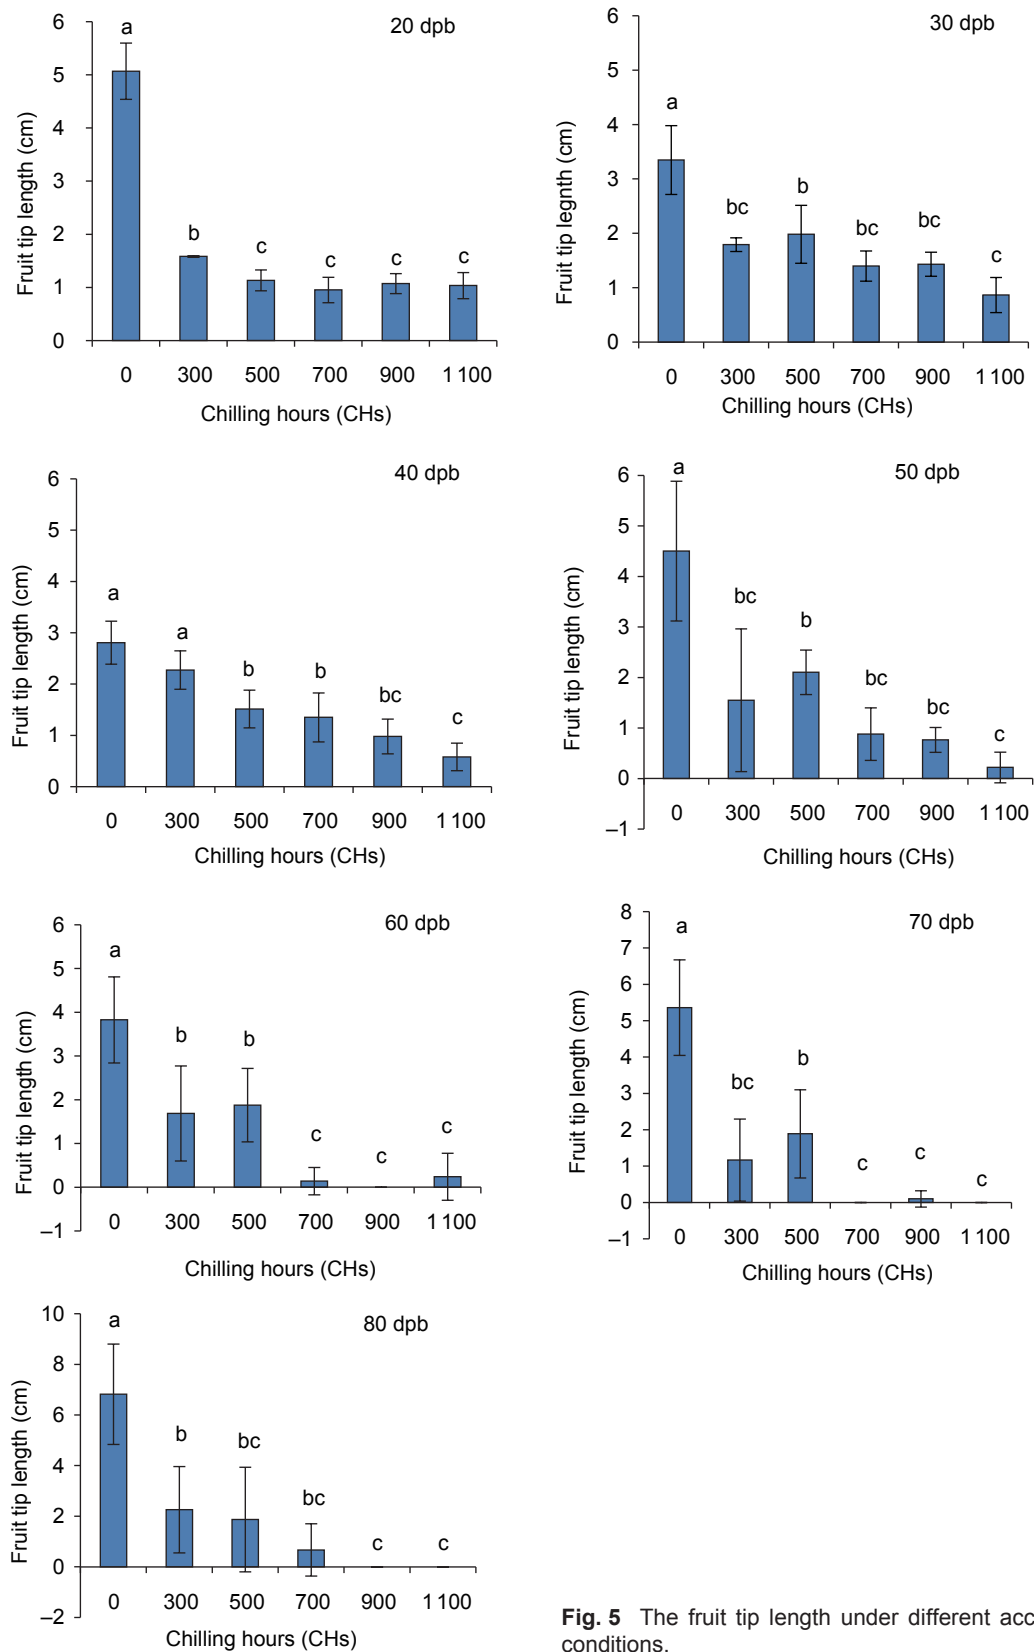 20 dpb
Fruit tip length (cm)
6
5
4
3
2
1
0
a
b
c
c
c
c
0 300 500 700 900 1 100
Chilling hours (CHs)
30 dpb
Fruit tip legnth (cm)
6
5
4
3
2
1
0
a
bc
b
bc
bc
c
0 300 500 700 900 1 100
Chilling hours (CHs)
40 dpb
Fruit tip length (cm)
6
5
4
3
2
1
0
a
a
b
b
bc
c
0 300 500 700 900 1 100
Chilling hours (CHs)
50 dpb
Fruit tip length (cm)
6
5
4
3
2
1
0
–1
a
bc
b
bc
bc
c
0 300 500 700 900 1 100
Chilling hours (CHs)
60 dpb
Fruit tip length (cm)
6
5
4
3
2
1
0
–1
a
b
b
c
c
c
0 300 500 700 900 1 100
Chilling hours (CHs)
70 dpb
Fruit tip length (cm)
8
7
6
5
4
3
2
1
0
–1
a
bc
b
c
c
c
0 300 500 700 900 1 100
Chilling hours (CHs)
80 dpb
Fruit tip length (cm)
10
8
6
4
2
0
–2
a
b
bc
bc
c
c
0 300 500 700 900 1 100
Chilling hours (CHs)
Fig. 5 The fruit tip length under different acc
conditions.